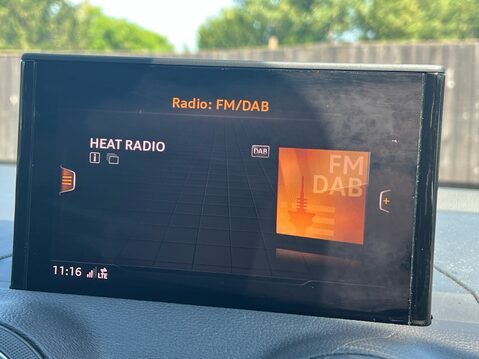 Radio: FM/DAB
HEAT RADIO
DAB
i
FM
DAB
+
11:16
LTE